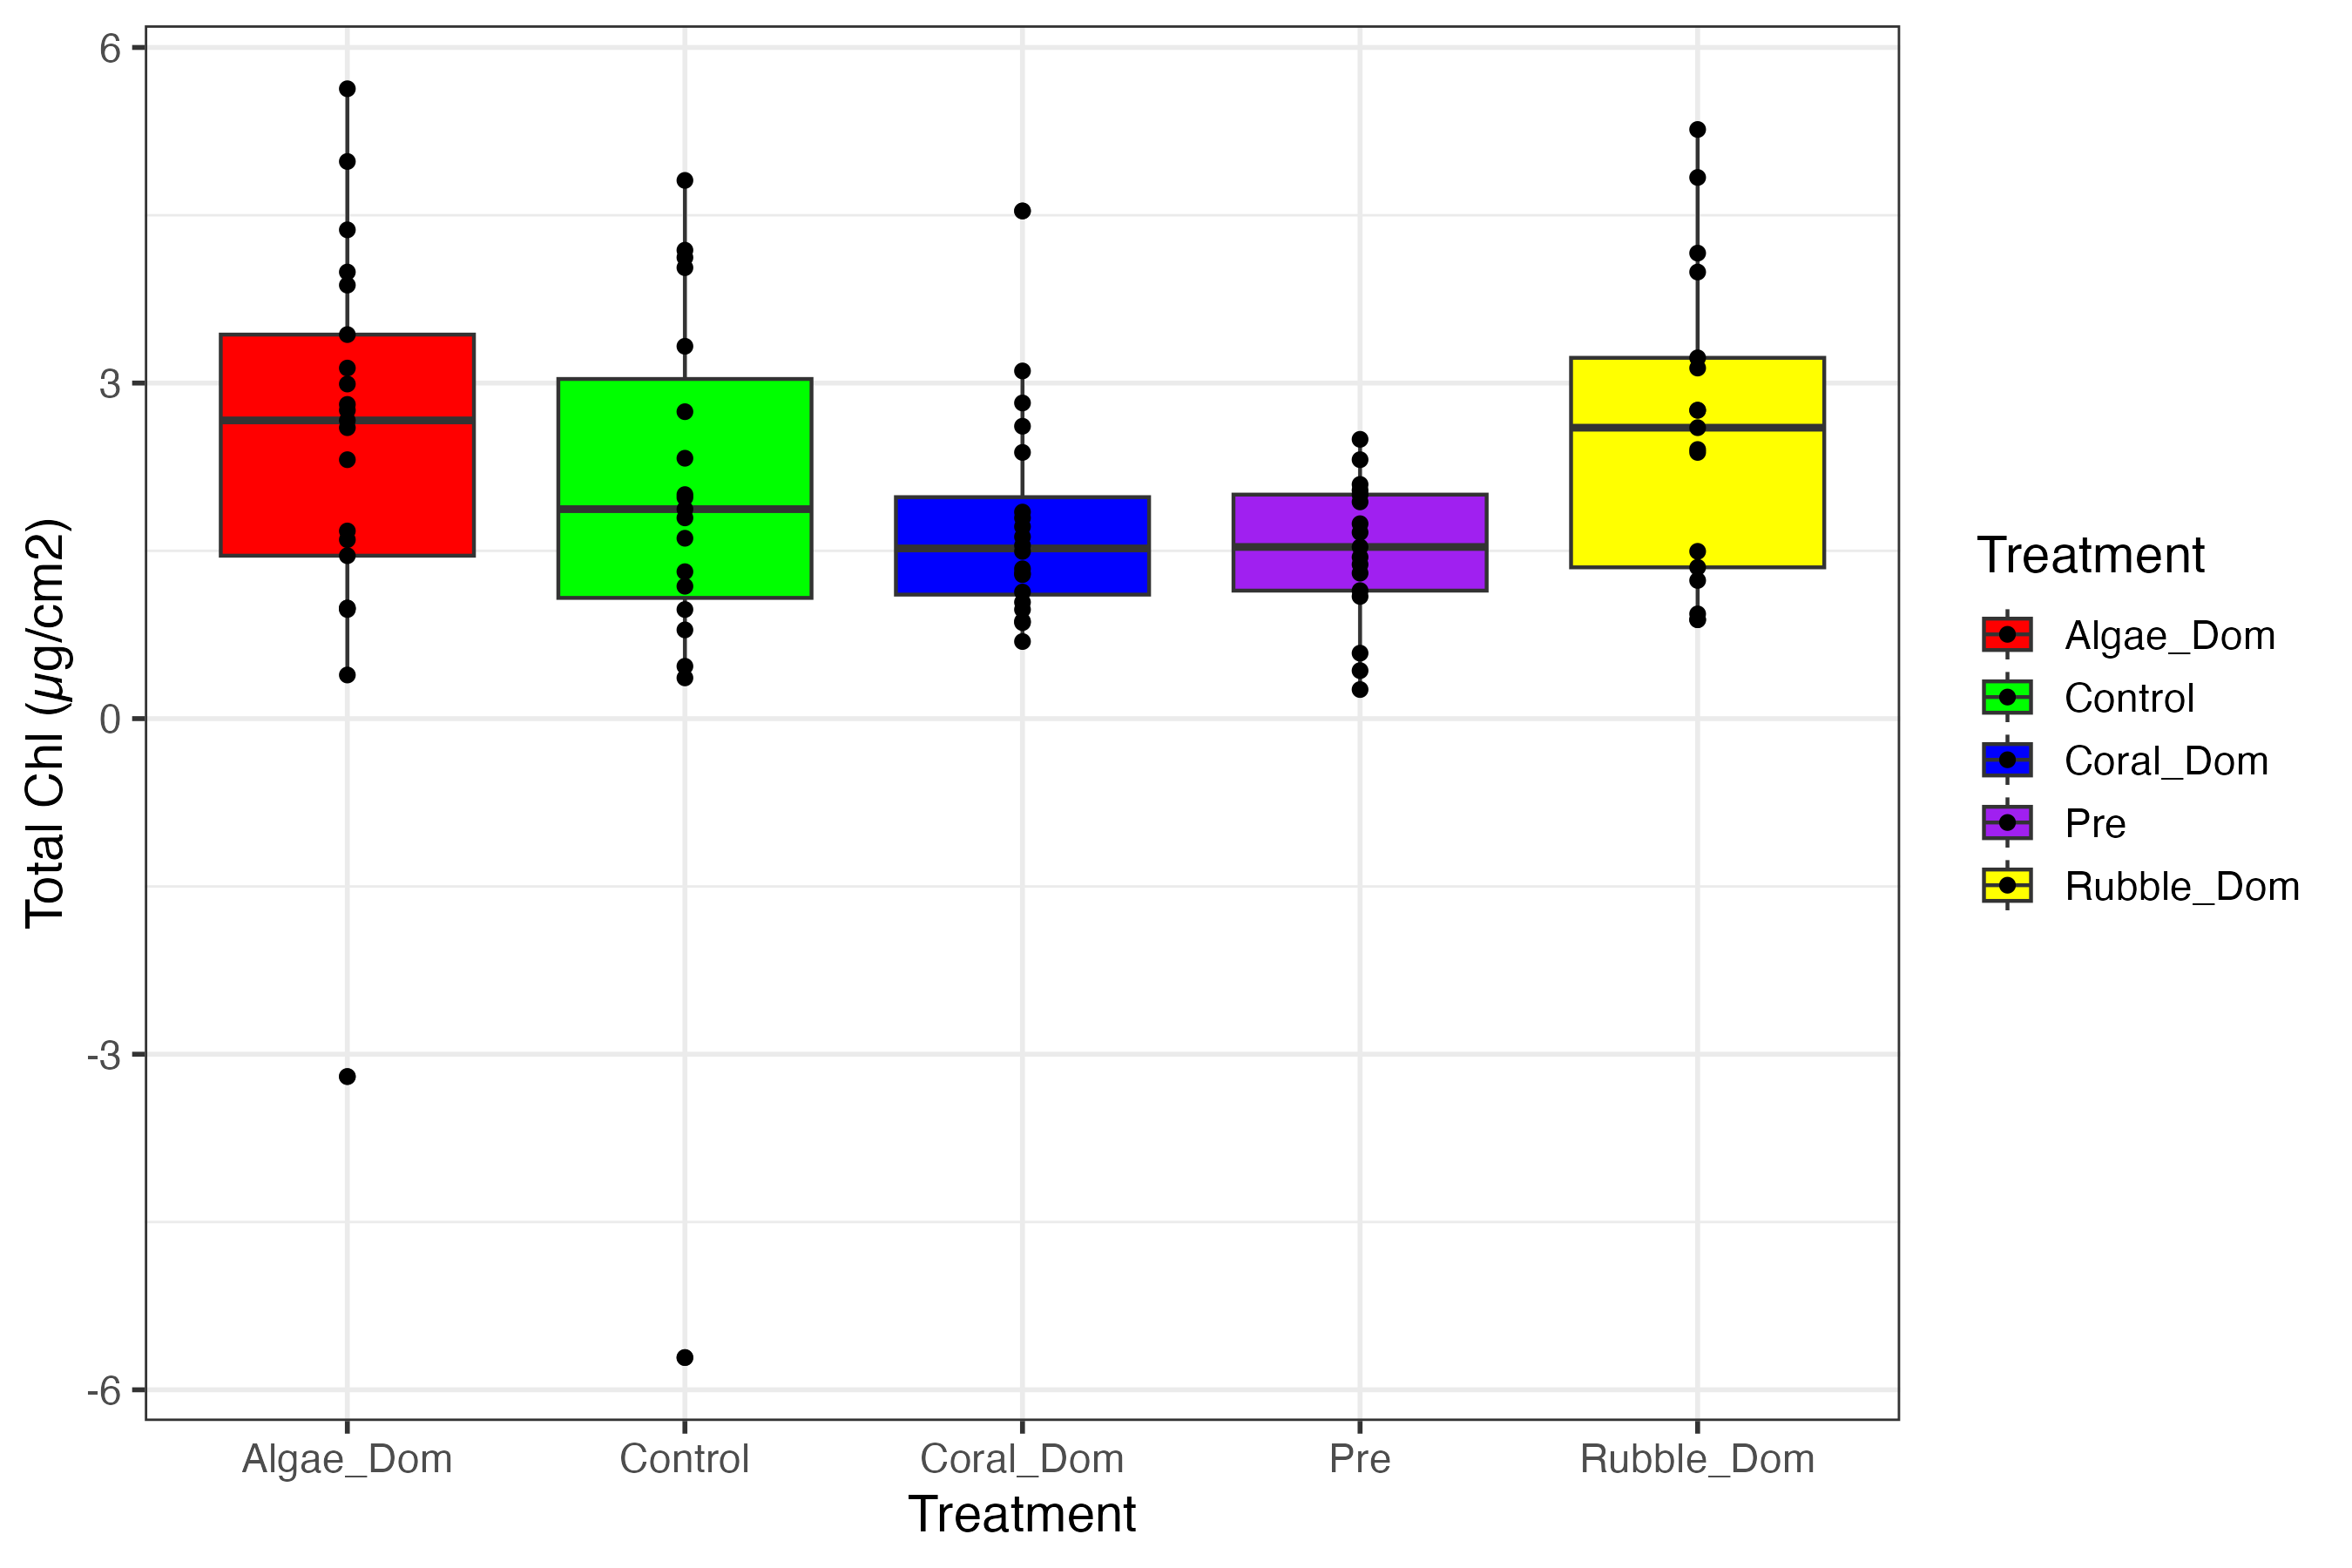 Total Chl (μg/cm2)
6
3
0
-3
-6
Algae_Dom
Control
Coral_Dom
Pre
Rubble_Dom
Treatment
Treatment
Algae_Dom
Control
Coral_Dom
Pre
Rubble_Dom